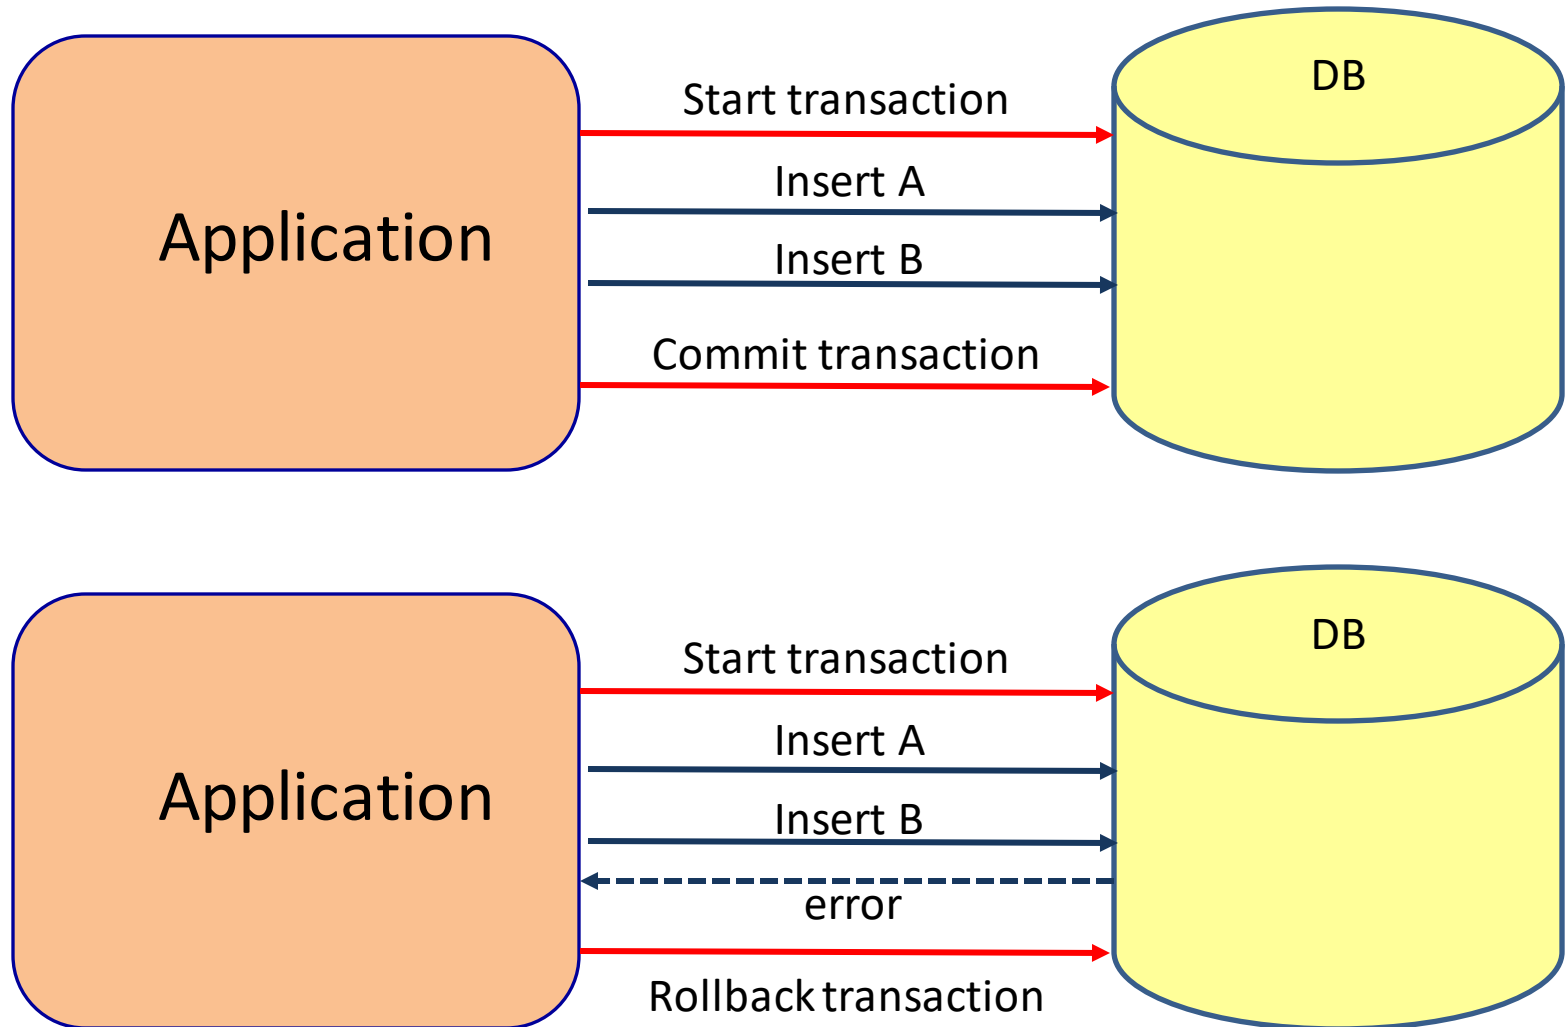 DB
Start transaction
Insert A
Application
Insert B
Commit transaction
DB
Start transaction
Insert A
Application
Insert B
error
Rollback transaction